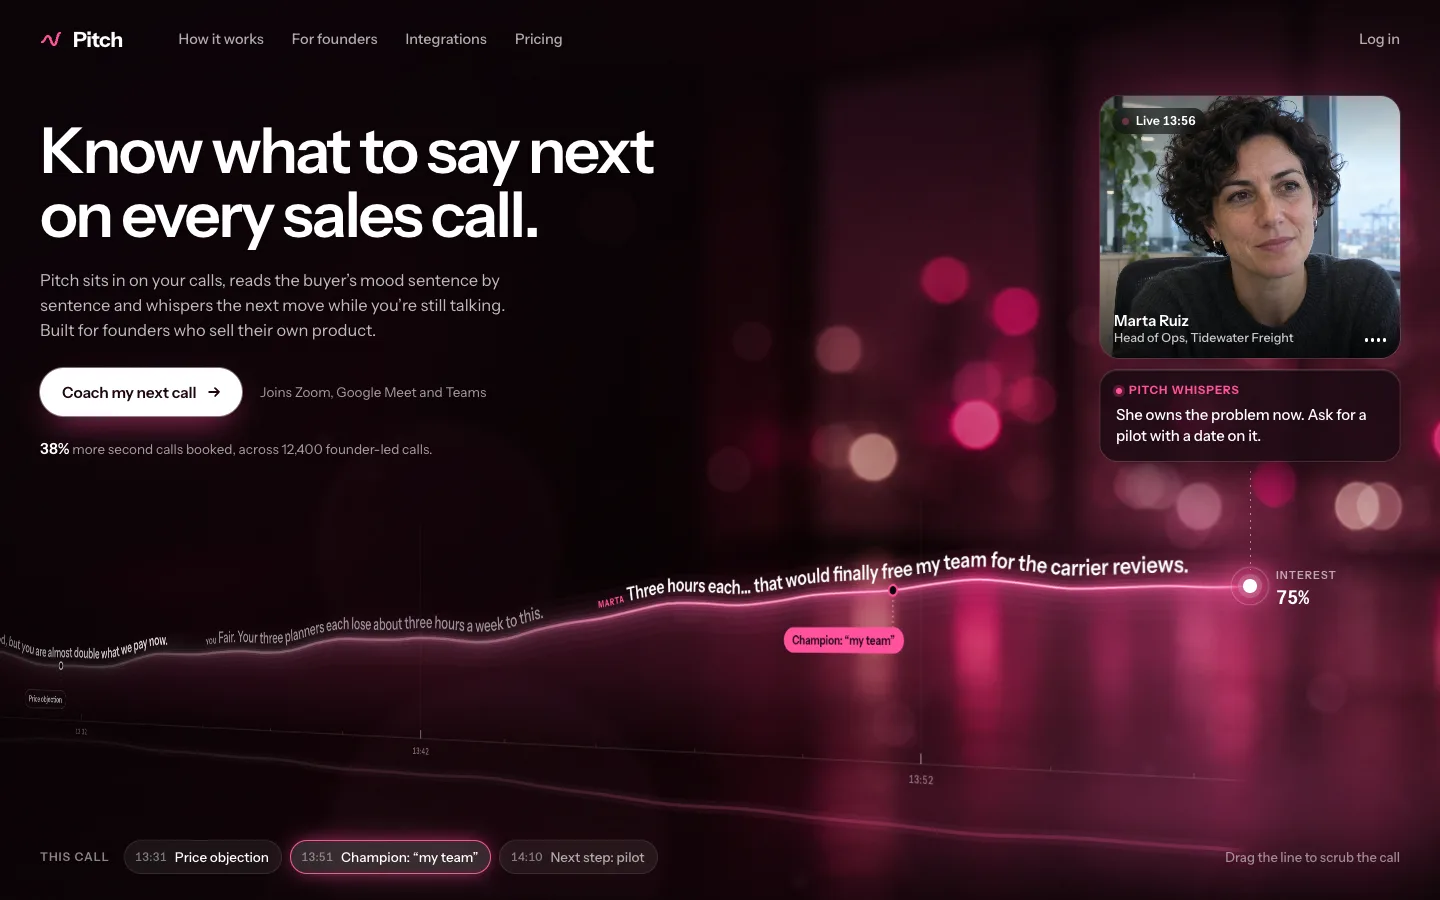 Pitch
How it works
For founders
Integrations
Pricing
Log in
Know what to say next
on every sales call.
Pitch sits in on your calls, reads the buyer’s mood sentence by
sentence and whispers the next move while you’re still talking.
Built for founders who sell their own product.
Coach my next call →
Joins Zoom, Google Meet and Teams
38% more second calls booked, across 12,400 founder-led calls.
Live 13:56
Marta Ruiz
Head of Ops, Tidewater Freight
PITCH WHISPERS
She owns the problem now. Ask for a
pilot with a date on it.
INTEREST
75%
but you are almost double what we pay now.
YOU Fair. Your three planners each lose about three hours a week to this.
MARTA Three hours each... that would finally free my team for the carrier reviews.
Price objection
Champion: “my team”
13:32
13:42
13:52
THIS CALL
13:31 Price objection
13:51 Champion: “my team”
14:10 Next step: pilot
Drag the line to scrub the call